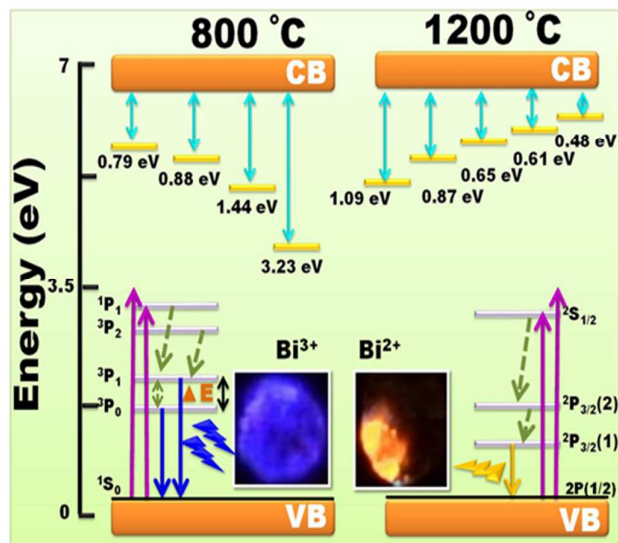 800 °C
1200 °C
7
CB
CB
0.79 eV
0.88 eV
1.44 eV
3.23 eV
1.09 eV
0.87 eV
0.65 eV
0.61 eV
0.48 eV
Energy (eV)
3.5
¹P₁
³P₂
³P₁
³P₀
¹S₀
▲ E
Bi³⁺
Bi²⁺
²S₁/₂
²P₃/₂(2)
²P₃/₂(1)
2P(1/2)
0
VB
VB